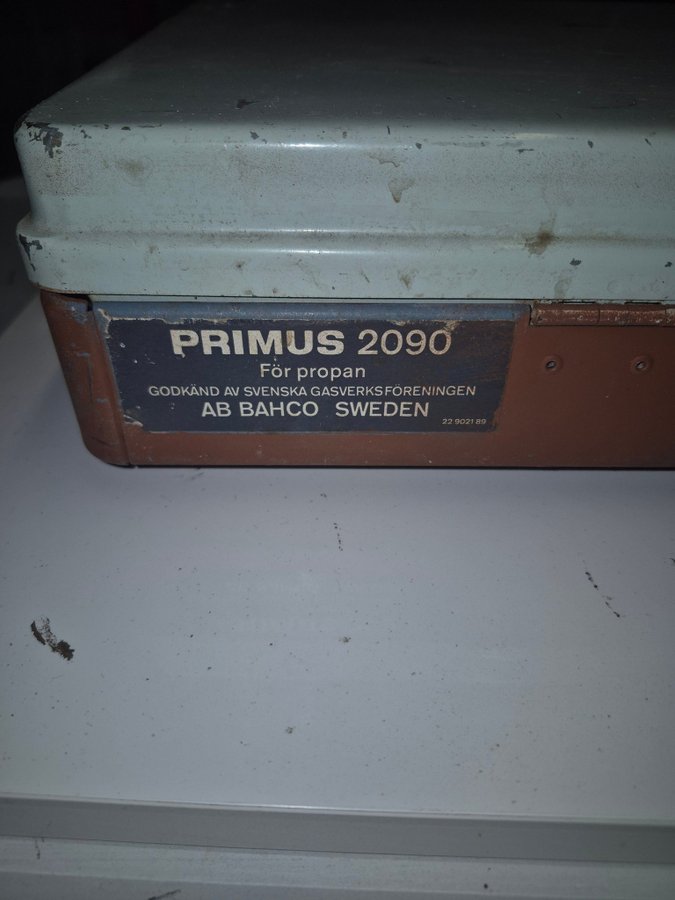 PRIMUS 2090
För propan
GODKÄND AV SVENSKA GASVERKSFÖRENINGEN
AB BAHCO SWEDEN
22 9021 89